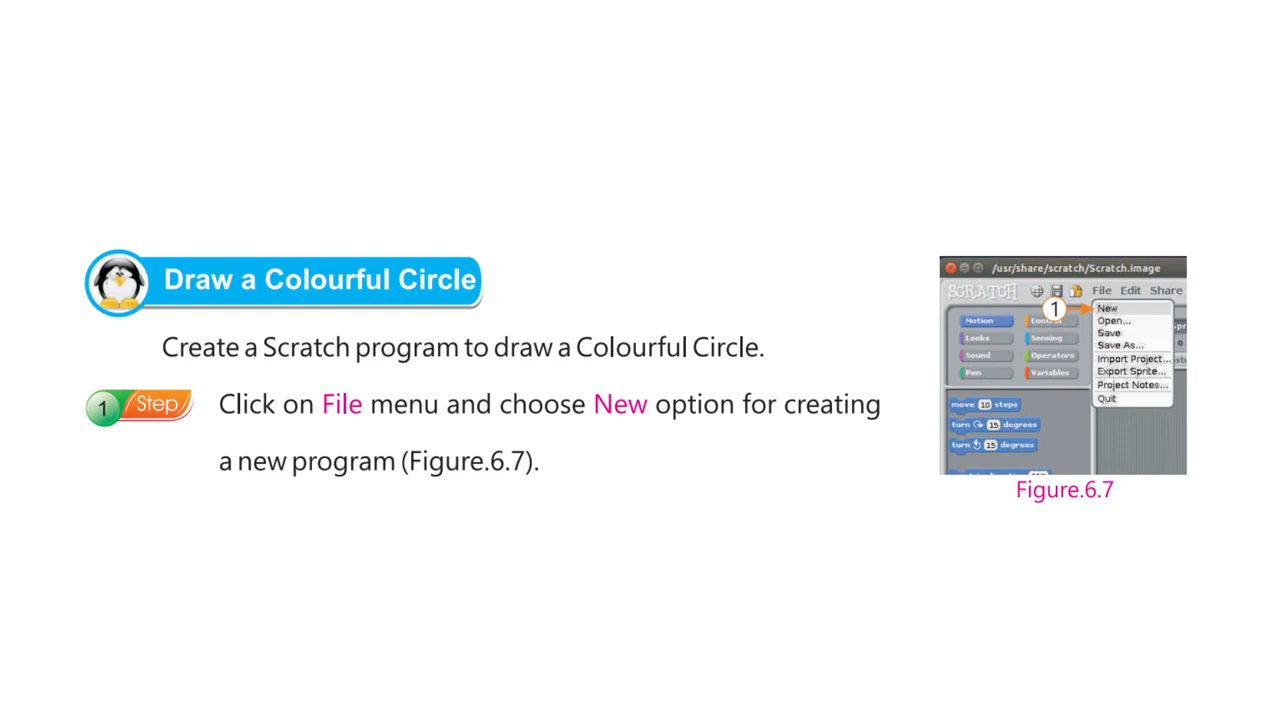 Draw a Colourful Circle
Create a Scratch program to draw a Colourful Circle.
1 Step
Click on File menu and choose New option for creating
a new program (Figure.6.7).
/usr/share/scratch/Scratch.image
SCRATCH File Edit Share
1
New
Open...
Save
Save As...
Import Project...
Export Sprite...
Project Notes...
Quit
Motion
Looks Sensing
Sound Operators
Pen Variables
move 10 steps
turn 15 degrees
turn 15 degrees
Figure.6.7